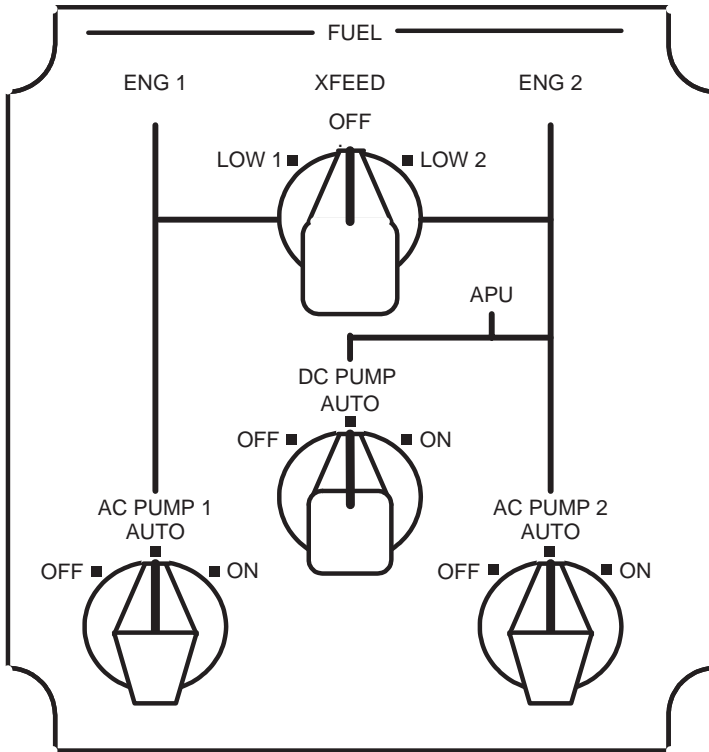 FUEL
ENG 1 XFEED ENG 2
OFF
LOW 1 LOW 2
APU
DC PUMP
AUTO
OFF ON
AC PUMP 1 AC PUMP 2
AUTO AUTO
OFF ON OFF ON